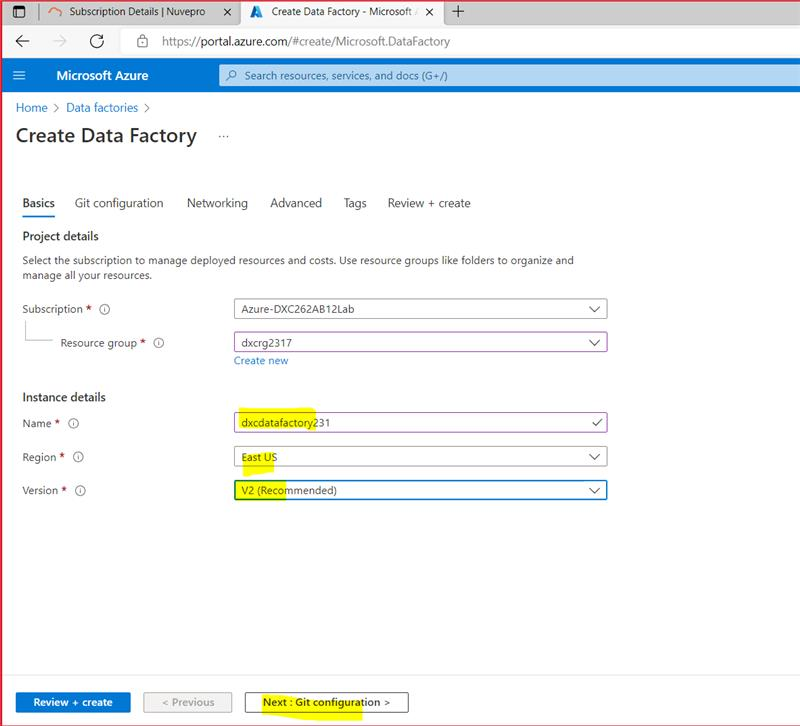 Subscription Details | Nuvepro
Create Data Factory - Microsoft
https://portal.azure.com/#create/Microsoft.DataFactory
Microsoft Azure
Search resources, services, and docs (G+/)
Home > Data factories >
Create Data Factory ...
Basics Git configuration Networking Advanced Tags Review + create
Project details
Select the subscription to manage deployed resources and costs. Use resource groups like folders to organize and
manage all your resources.
Subscription *
Azure-DXC262AB12Lab
Resource group *
dxcrg2317
Create new
Instance details
Name *
dxcdatafactory231
Region *
East US
Version *
V2 (Recommended)
Review + create
< Previous
Next : Git configuration >